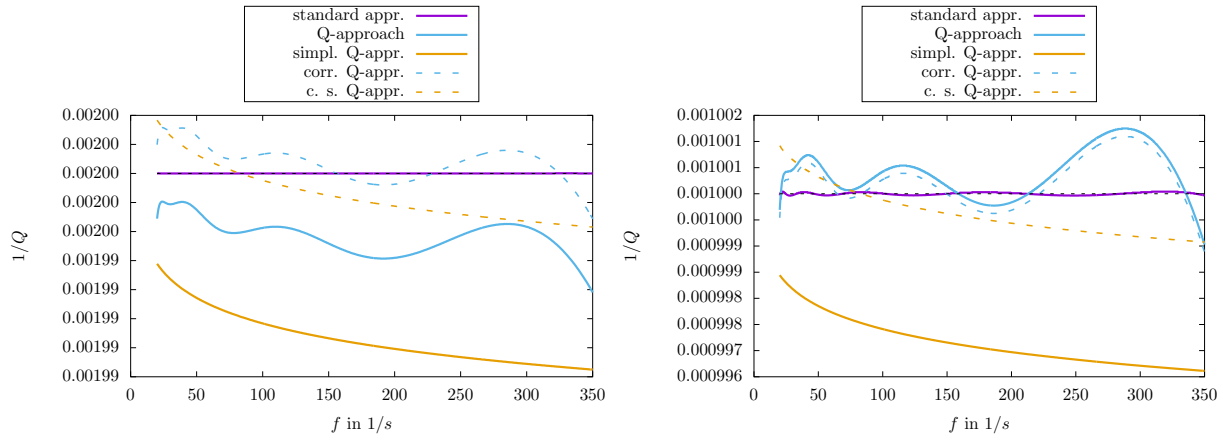 standard appr.
Q-approach
simpl. Q-appr.
corr. Q-appr.
c. s. Q-appr.
0.00200
0.00200
0.00200
0.00200
0.00200
0.00199
0.00199
0.00199
0.00199
1/Q
0 50 100 150 200 250 300 350
f in 1/s
standard appr.
Q-approach
simpl. Q-appr.
corr. Q-appr.
c. s. Q-appr.
0.001002
0.001002
0.001001
0.001000
0.001000
0.000999
0.000999
0.000998
0.000998
0.000997
0.000996
1/Q
0 50 100 150 200 250 300 350
f in 1/s